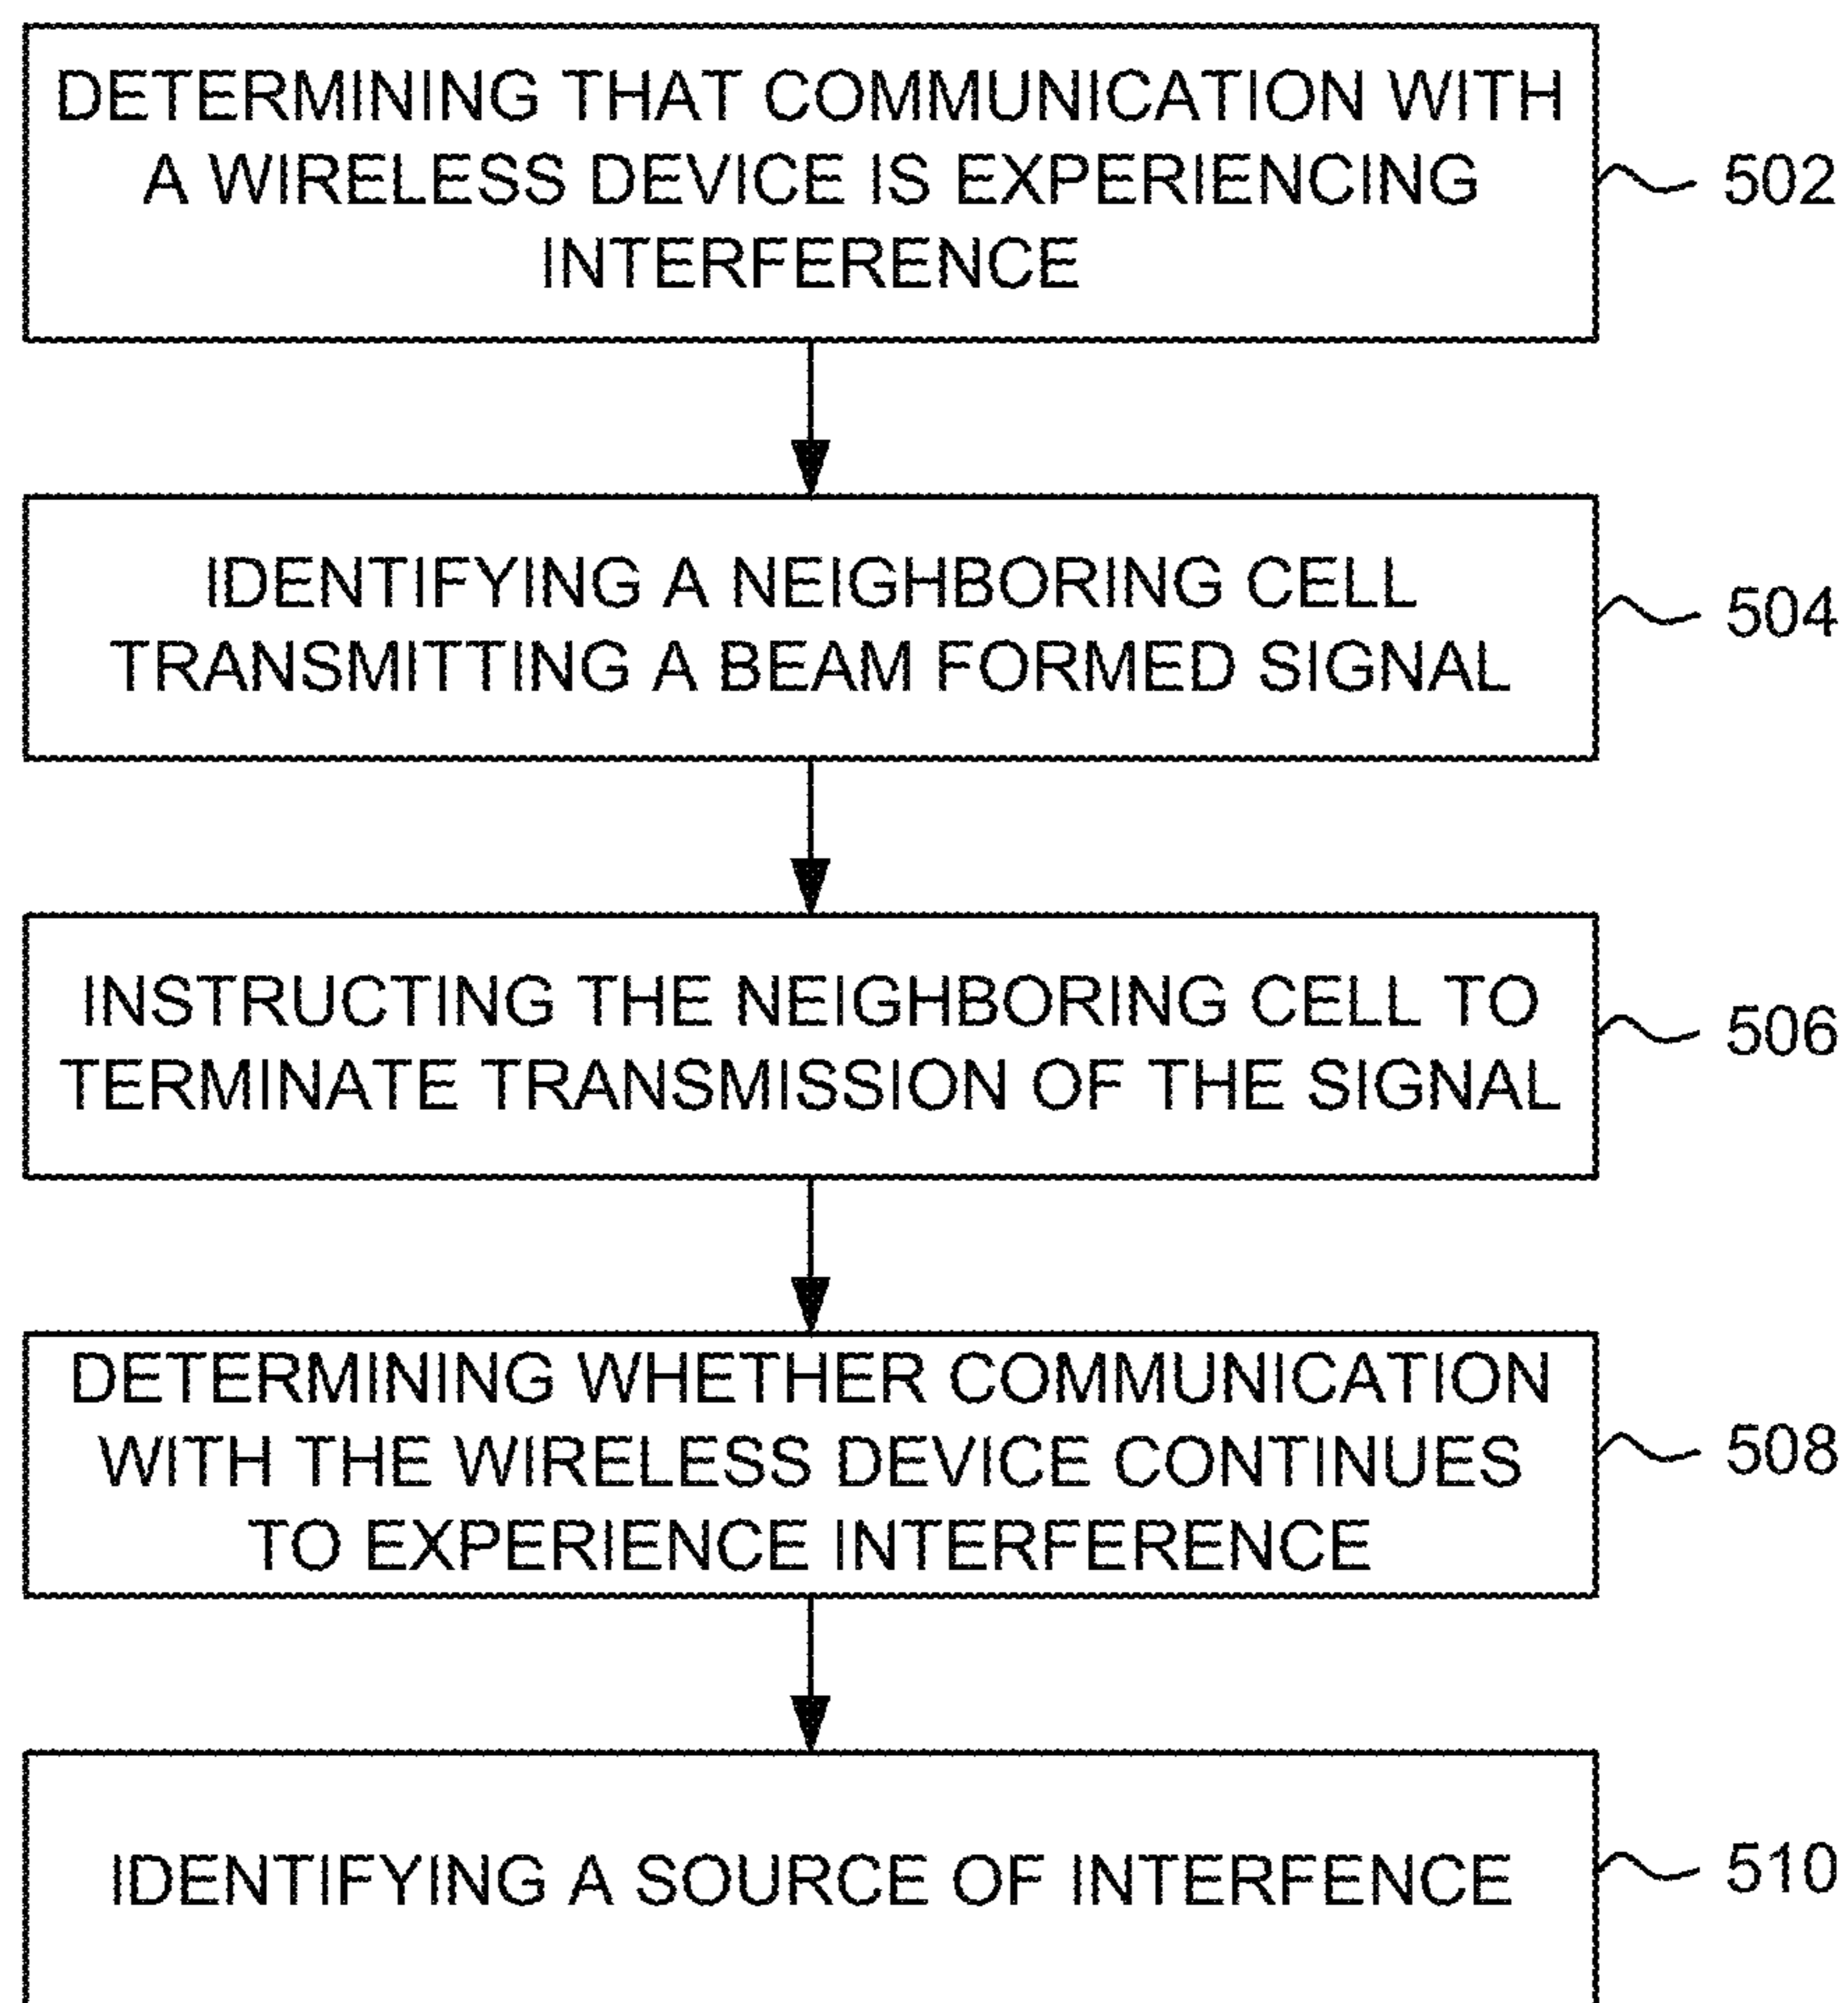 DETERMINING THAT COMMUNICATION WITH
A WIRELESS DEVICE IS EXPERIENCING
INTERFERENCE
502
IDENTIFYING A NEIGHBORING CELL
TRANSMITTING A BEAM FORMED SIGNAL
504
INSTRUCTING THE NEIGHBORING CELL TO
TERMINATE TRANSMISSION OF THE SIGNAL
506
DETERMINING WHETHER COMMUNICATION
WITH THE WIRELESS DEVICE CONTINUES
TO EXPERIENCE INTERFERENCE
508
IDENTIFYING A SOURCE OF INTERFENCE
510